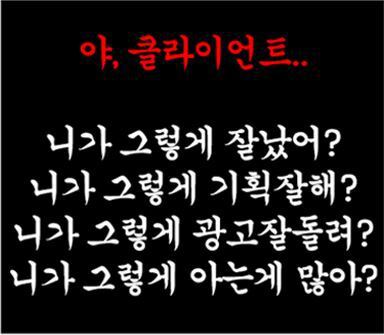 야, 클라이언트..
니가 그렇게 잘났어?
니가 그렇게 기획잘해?
니가 그렇게 광고잘돌려?
니가 그렇게 아는게 많아?